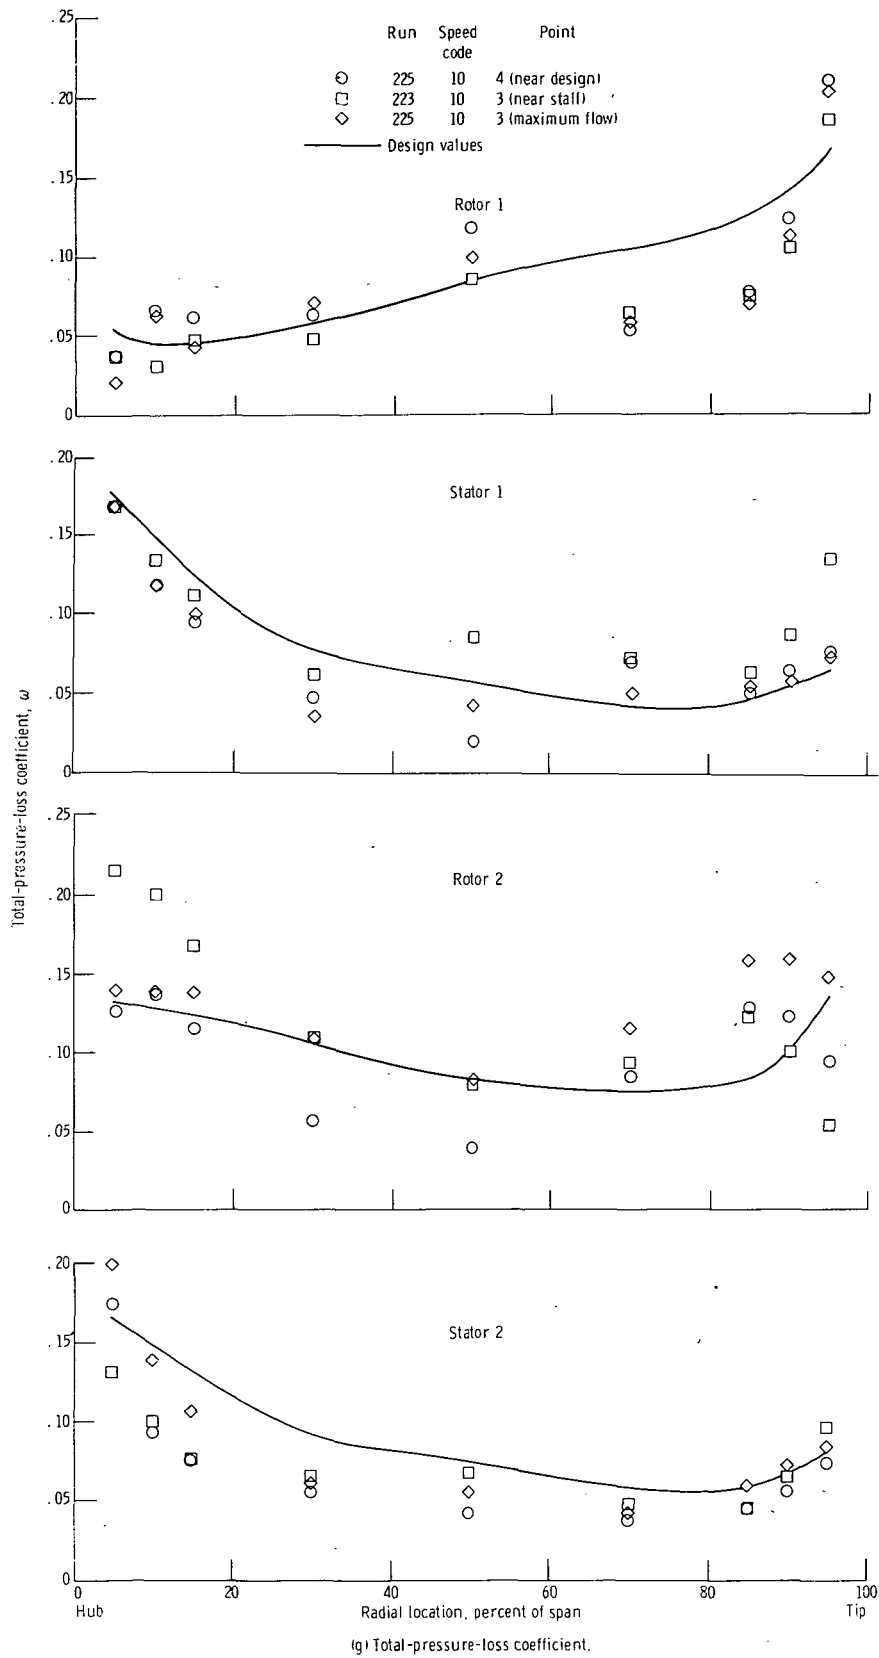 Run Speed code Point
225 10 4 (near design)
223 10 3 (near stall)
225 10 3 (maximum flow)
Design values
.25
.20
.15
.10
.05
0
Rotor 1
.20
.15
.10
.05
0
Stator 1
Total-pressure-loss coefficient, ω
.25
.20
.15
.10
.05
0
Rotor 2
.20
.15
.10
.05
0
Stator 2
0 20 40 60 80 100
Hub Radial location, percent of span Tip
(g) Total-pressure-loss coefficient.